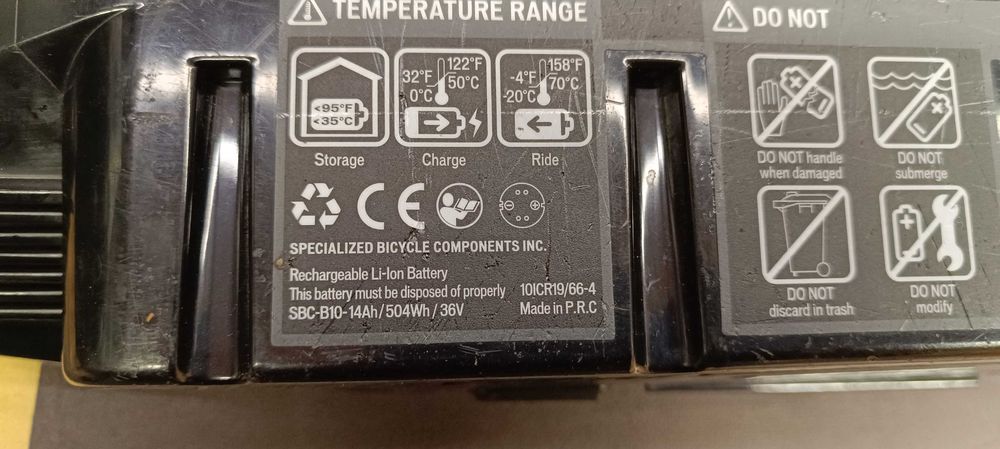 TEMPERATURE RANGE
<95°F
<35°C
32°F
0°C
122°F
50°C
-4°F
-20°C
158°F
70°C
Storage
Charge
Ride
CE
SPECIALIZED BICYCLE COMPONENTS INC.
Rechargeable Li-Ion Battery
This battery must be disposed of properly 10ICR19/66-4
SBC-B10-14Ah/504Wh/36V Made in P.R.C
DO NOT
DO NOT handle
when damaged
DO NOT
submerge
DO NOT
discard in trash
DO NOT
modify